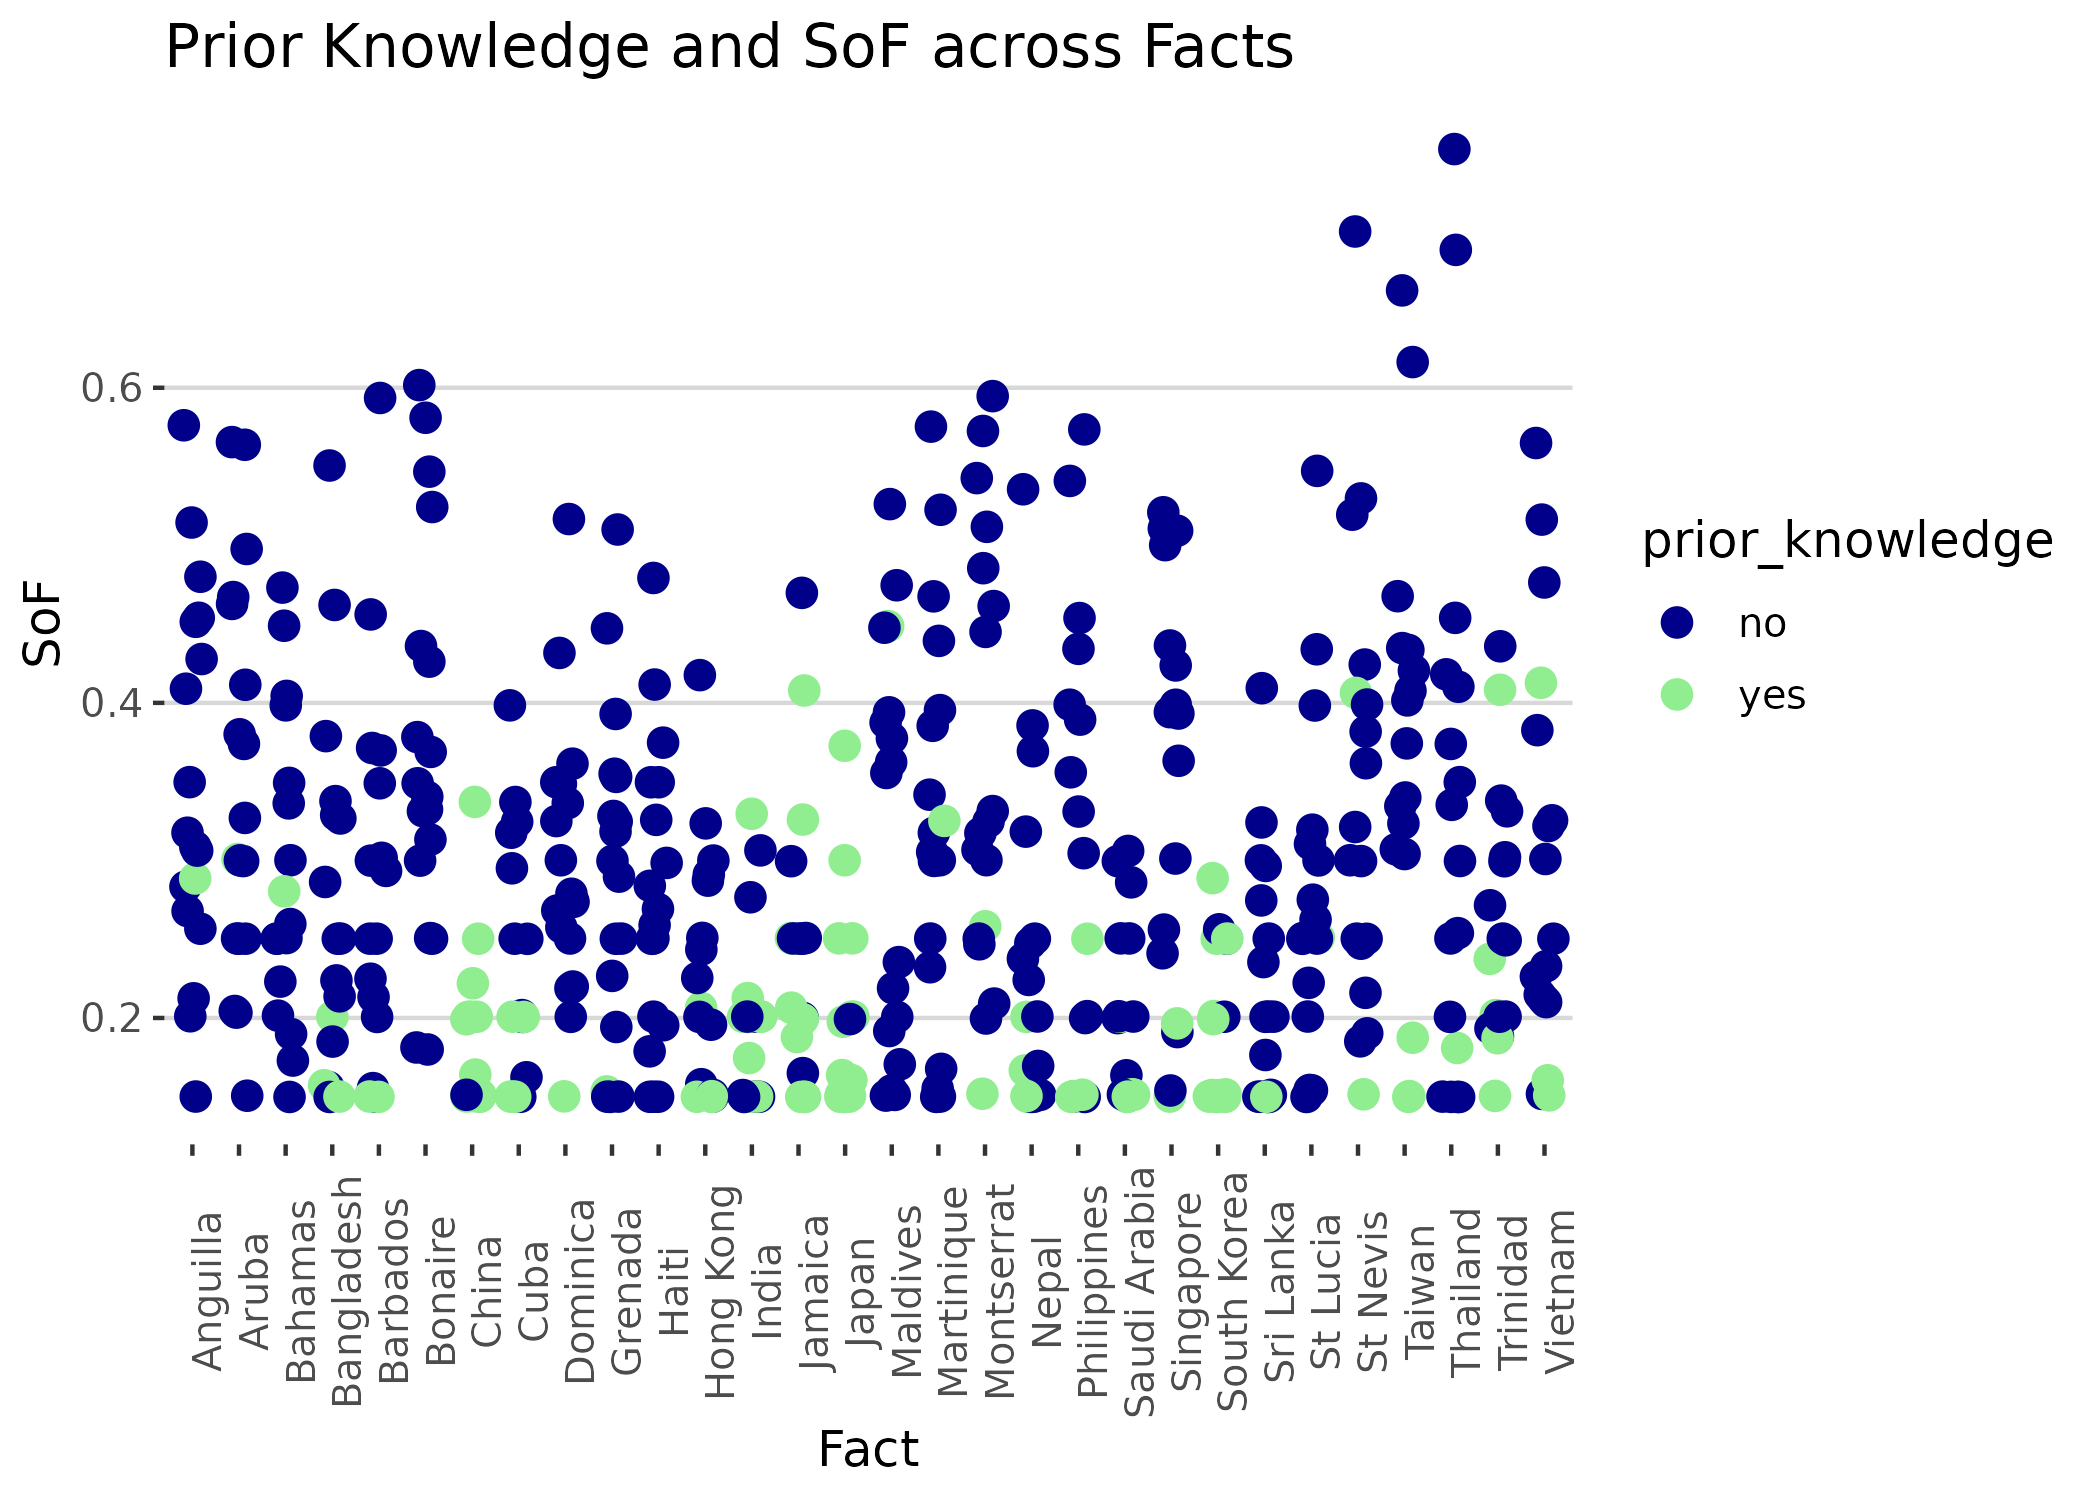 Prior Knowledge and SoF across Facts
SoF
0.6
0.4
0.2
prior_knowledge
no
yes
Anguilla
Aruba
Bahamas
Bangladesh
Barbados
Bonaire
China
Cuba
Dominica
Grenada
Haiti
Hong Kong
India
Jamaica
Japan
Maldives
Martinique
Montserrat
Nepal
Philippines
Saudi Arabia
Singapore
South Korea
Sri Lanka
St Lucia
St Nevis
Taiwan
Thailand
Trinidad
Vietnam
Fact